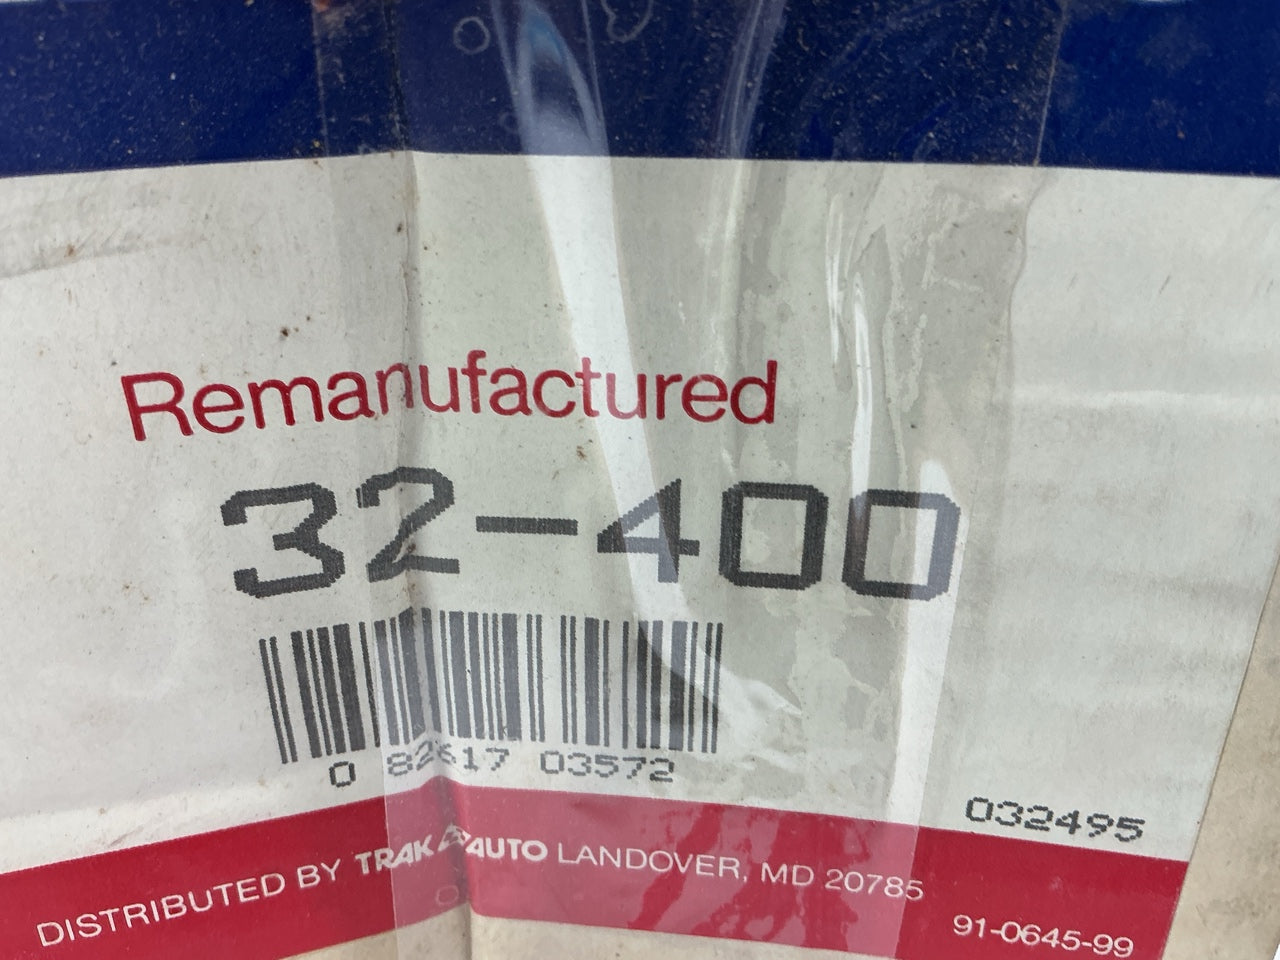 Remanufactured
32-400
0 82617 03572
032495
DISTRIBUTED BY TRAK AUTO LANDOVER, MD 20785
91-0645-99